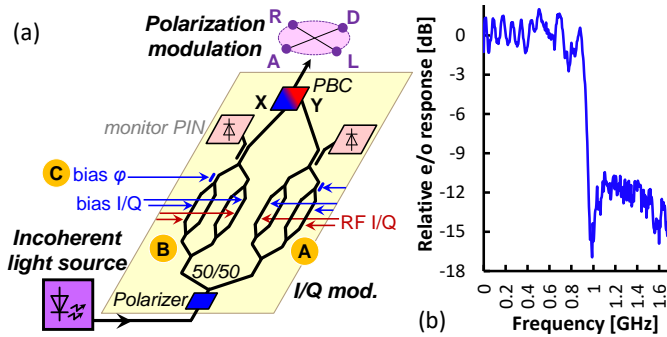 (a)
Polarization
modulation
R
D
A
L
PBC
X
Y
monitor PIN
C
bias φ
bias I/Q
RF I/Q
Incoherent
light source
B
A
50/50
I/Q mod.
Polarizer
Relative e/o response [dB]
0
-3
-6
-9
-12
-15
-18
0
0.2
0.4
0.6
0.8
1
1.2
1.4
1.6
(b)
Frequency [GHz]